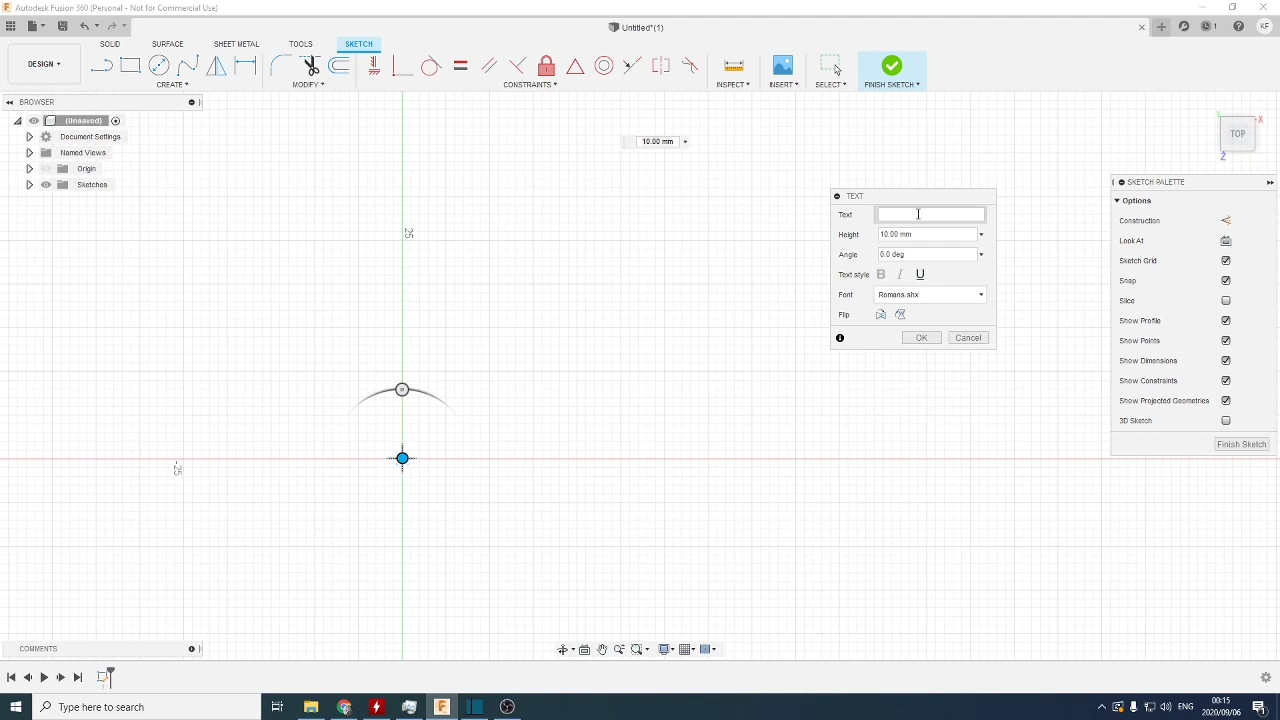 Autodesk Fusion 360 (Personal - Not for Commercial Use)
Untitled*(1)
1
KF
DESIGN
SOLID
SURFACE
SHEET METAL
TOOLS
SKETCH
CREATE
MODIFY
CONSTRAINTS
INSPECT
INSERT
SELECT
FINISH SKETCH
BROWSER
(Unsaved)
Document Settings
Named Views
Origin
Sketches
10.00 mm
25
-25
TOP
X
Y
Z
TEXT
Text
Height
10.00 mm
Angle
0.0 deg
Text style
B
I
U
Font
Romans.shx
Flip
OK
Cancel
SKETCH PALETTE
Options
Construction
Look At
Sketch Grid
Snap
Slice
Show Profile
Show Points
Show Dimensions
Show Constraints
Show Projected Geometries
3D Sketch
Finish Sketch
COMMENTS
Type here to search
ENG
00:15
2020/09/06